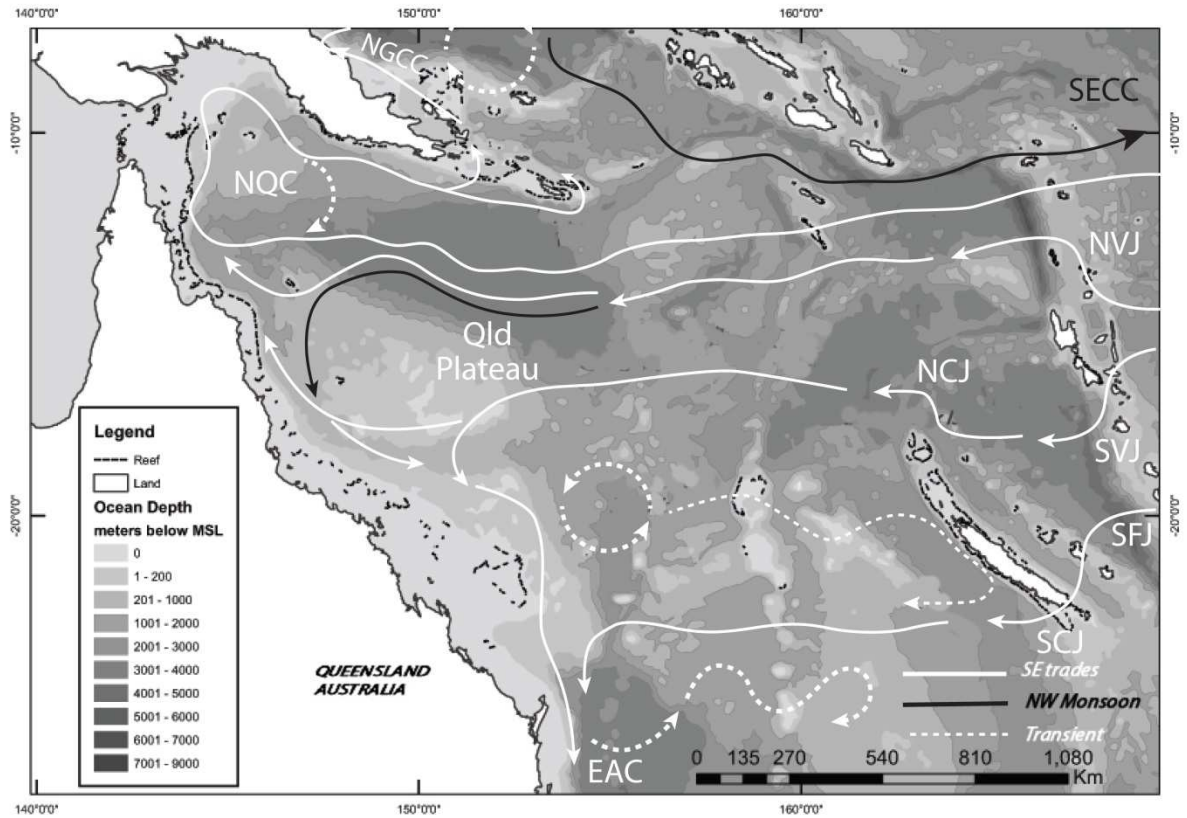 140°0'0"
150°0'0"
160°0'0"
-10°0'0"
-10°0'0"
-20°0'0"
-20°0'0"
NGCC
SECC
NQC
NVJ
Qld
Plateau
NCJ
SVJ
SFJ
SCJ
EAC
QUEENSLAND
AUSTRALIA
Legend
Reef
Land
Ocean Depth
meters below MSL
0
1 - 200
201 - 1000
1001 - 2000
2001 - 3000
3001 - 4000
4001 - 5000
5001 - 6000
6001 - 7000
7001 - 9000
SE trades
NW Monsoon
Transient
0 135 270 540 810 1,080
Km
140°0'0"
150°0'0"
160°0'0"